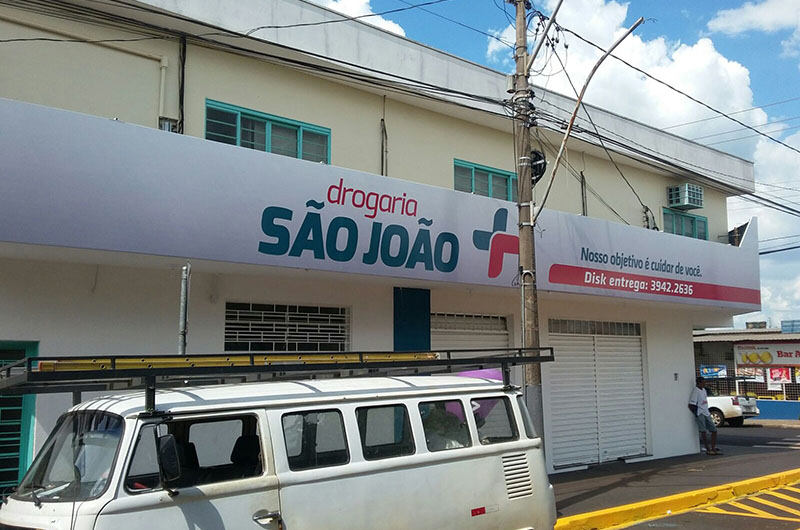 drogaria
SÃO JOÃO
Nosso objetivo é cuidar de você.
Disk entrega: 3942.2636
Bar